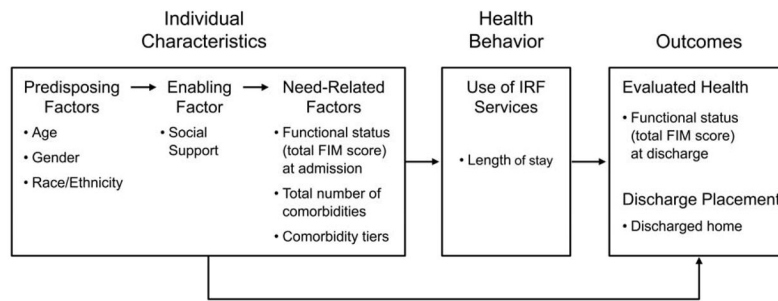 Individual
Characteristics
Health
Behavior
Outcomes
Predisposing
Factors
• Age
• Gender
• Race/Ethnicity
Enabling
Factor
• Social
Support
Need-Related
Factors
• Functional status
(total FIM score)
at admission
• Total number of
comorbidities
• Comorbidity tiers
Use of IRF
Services
• Length of stay
Evaluated Health
• Functional status
(total FIM score)
at discharge
Discharge Placement
• Discharged home